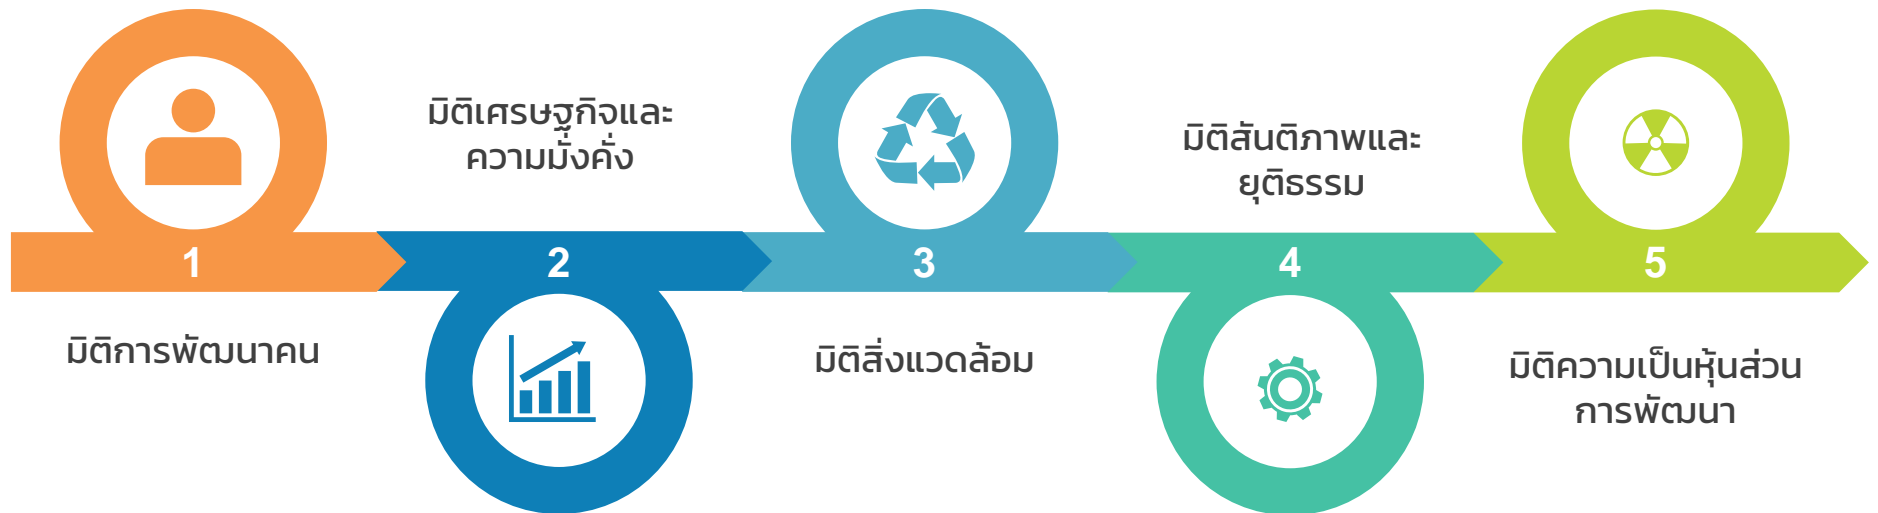 1
มิติการพัฒนาคน
มิติเศรษฐกิจและ
ความมั่งคั่ง
2
3
มิติสิ่งแวดล้อม
มิติสันติภาพและ
ยุติธรรม
4
5
มิติความเป็นหุ้นส่วน
การพัฒนา